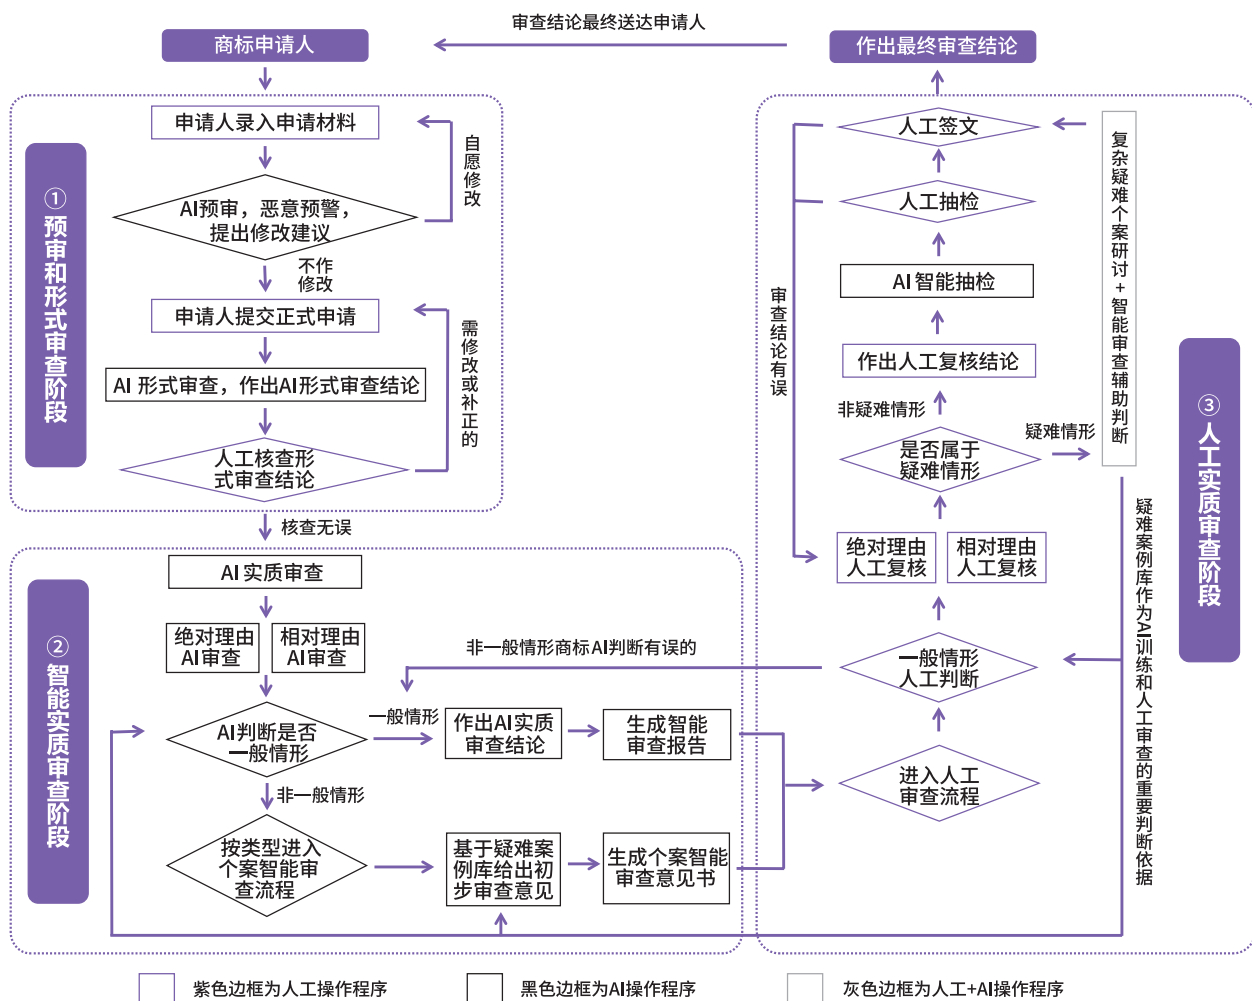 审查结论最终送达申请人
商标申请人
作出最终审查结论
①预审和形式审查阶段
申请人录入申请材料
自愿修改
AI预审，恶意预警，
提出修改建议
不作
修改
申请人提交正式申请
需修改或补正的
AI 形式审查，作出AI形式审查结论
人工核查形
式审查结论
核查无误
②智能实质审查阶段
AI 实质审查
绝对理由
AI审查
相对理由
AI审查
非一般情形商标AI判断有误的
AI判断是否
一般情形
一般情形
作出AI实质
审查结论
生成智能
审查报告
非一般情形
按类型进入
个案智能审
查流程
基于疑难案
例库给出初
步审查意见
生成个案智能
审查意见书
③人工实质审查阶段
人工签文
人工抽检
AI 智能抽检
审查结论有误
作出人工复核结论
复杂疑难个案研讨+智能审查辅助判断
非疑难情形
疑难情形
是否属于
疑难情形
绝对理由
人工复核
相对理由
人工复核
一般情形
人工判断
进入人工
审查流程
疑难案例库作为AI训练和人工审查的重要判断依据
紫色边框为人工操作程序
黑色边框为AI操作程序
灰色边框为人工+AI操作程序